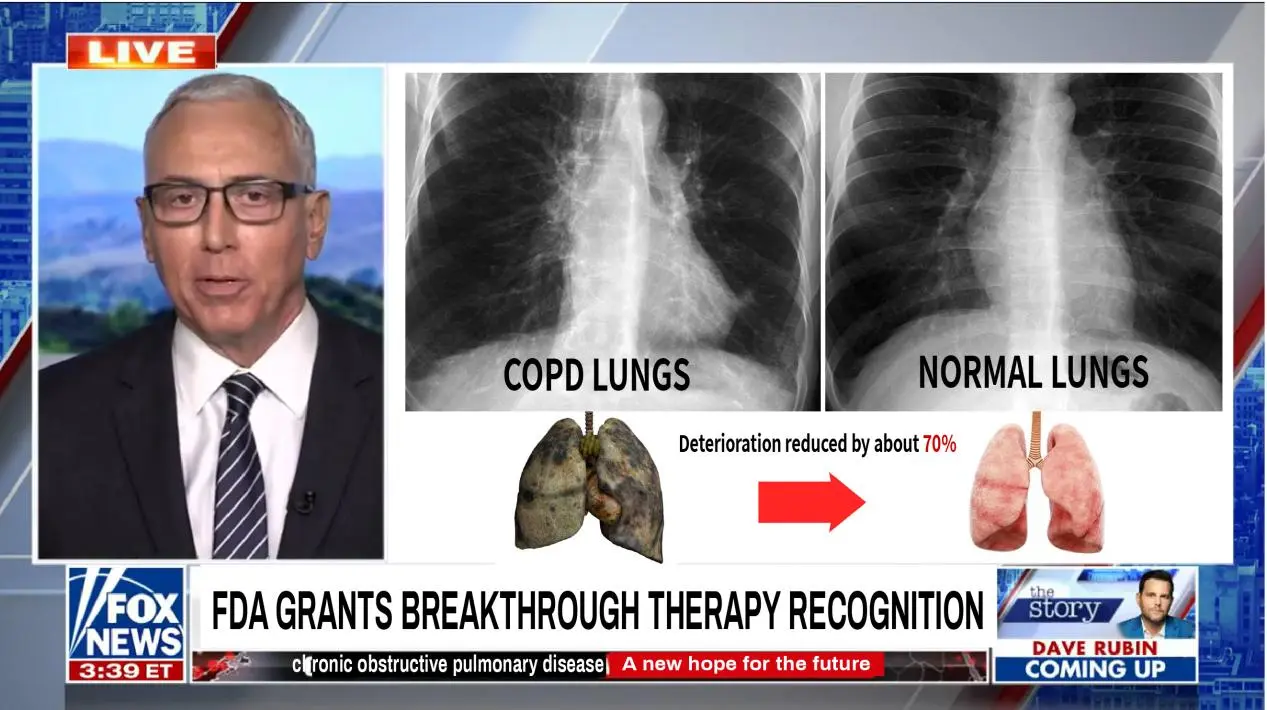 LIVE
COPD LUNGS
NORMAL LUNGS
Deterioration reduced by about 70%
FOX
NEWS
3:39 ET
FDA GRANTS BREAKTHROUGH THERAPY RECOGNITION
chronic obstructive pulmonary disease
A new hope for the future
the
story
DAVE RUBIN
COMING UP